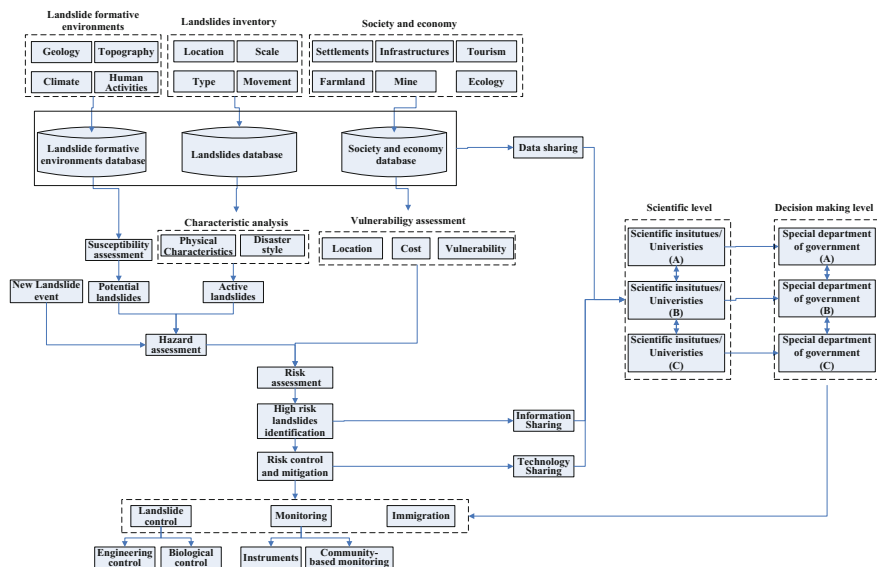 Landslide formative
environments
Landslides inventory
Society and economy
Geology
Topography
Location
Scale
Settlements
Infrastructures
Tourism
Climate
Human
Activities
Type
Movement
Farmland
Mine
Ecology
Landslide formative
environments database
Landslides database
Society and economy
database
Data sharing
Characteristic analysis
Vulnerabiligy assessment
Scientific level
Decision making level
Susceptibility
assessment
Physical
Characteristics
Disaster
style
Location
Cost
Vulnerability
Scientific insitutues/
Univeristies
(A)
Special department
of government
(A)
New Landslide
event
Potential
landslides
Active
landslides
Scientific insitutues/
Univeristies
(B)
Special department
of government
(B)
Hazard
assessment
Scientific insitutues/
Univeristies
(C)
Special department
of government
(C)
Risk
assessment
High risk
landslides
identification
Information
Sharing
Risk control
and mitigation
Technology
Sharing
Landslide
control
Monitoring
Immigration
Engineering
control
Biological
control
Instruments
Community-
based monitoring